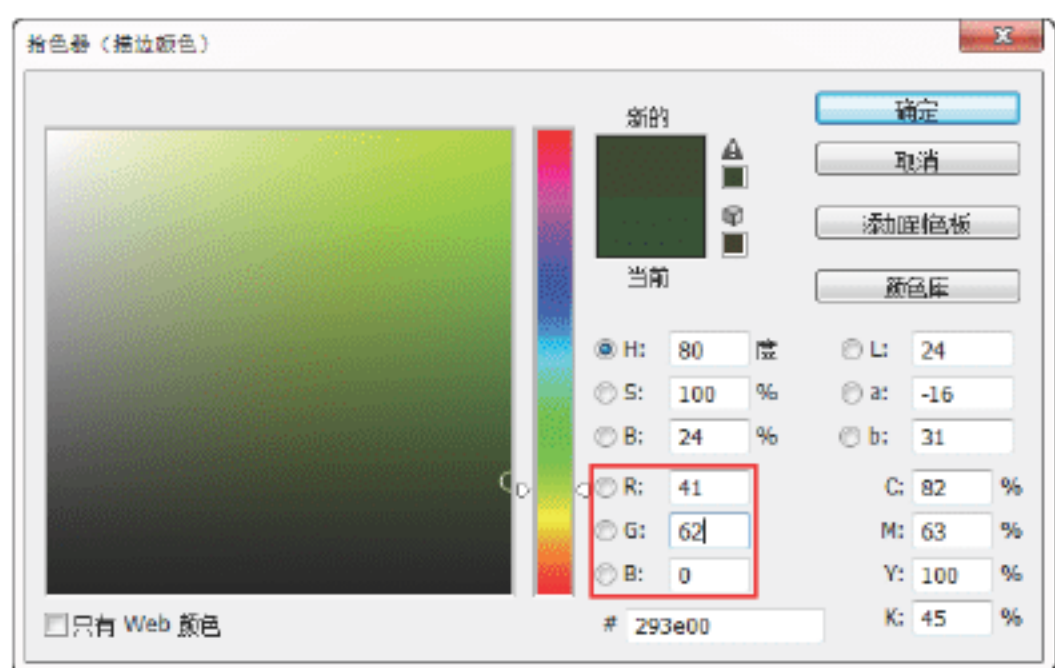 拾色器（描边颜色）
新的
当前
确定
取消
添加到色板
颜色库
H: 80 度
S: 100 %
B: 24 %
R: 41
G: 62
B: 0
# 293e00
L: 24
a: -16
b: 31
C: 82 %
M: 63 %
Y: 100 %
K: 45 %
只有 Web 颜色